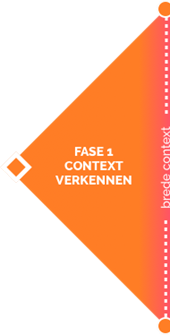 FASE 1
CONTEXT
VERKENNEN
brede context